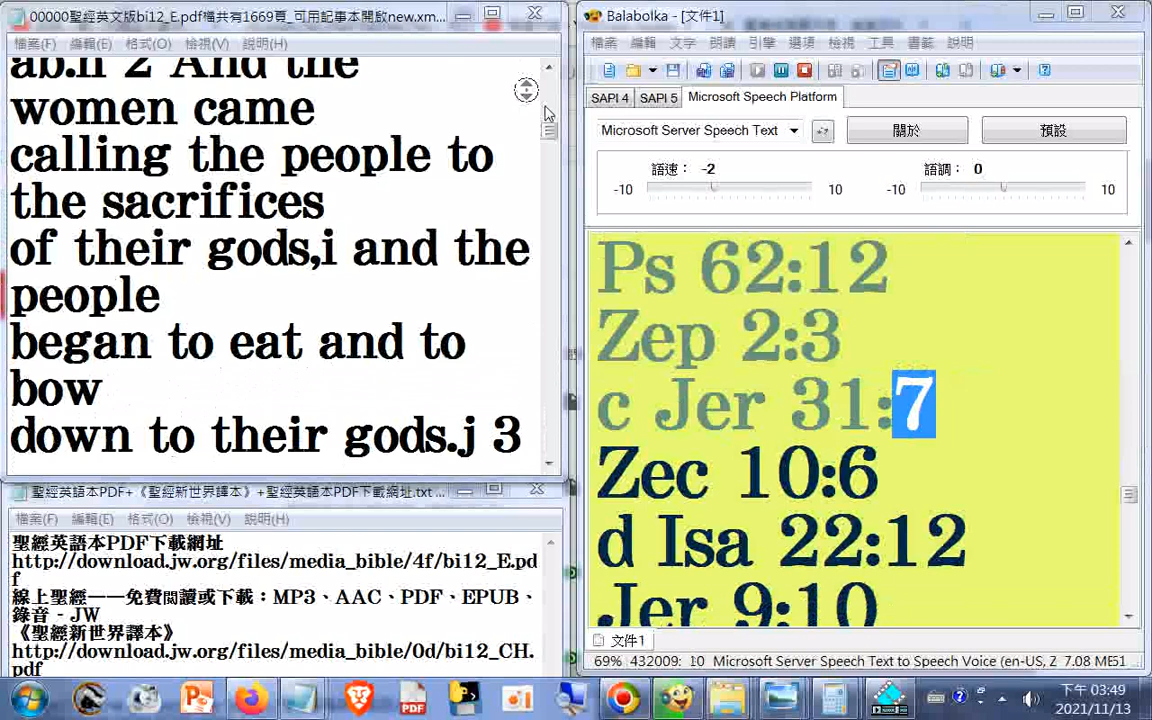 00000聖經英文版bi12_E.pdf檔共有1669頁_可用記事本開啟new.xm...
檔案(F) 編輯(E) 格式(O) 檢視(V) 說明(H)
ab.h 2 And the
women came
calling the people to
the sacrifices
of their gods,i and the
people
began to eat and to
bow
down to their gods.j 3
聖經英語本PDF+《聖經新世界譯本》+聖經英語本PDF下載網址.txt ...
檔案(F) 編輯(E) 格式(O) 檢視(V) 說明(H)
聖經英語本PDF下載網址
http://download.jw.org/files/media_bible/4f/bi12_E.pd
f
線上聖經——免費閱讀或下載：MP3、AAC、PDF、EPUB、
錄音 - JW
《聖經新世界譯本》
http://download.jw.org/files/media_bible/0d/bi12_CH.
pdf
Balabolka - [文件1]
檔案 編輯 文字 朗讀 引擎 選項 檢視 工具 書籤 說明
SAPI 4 SAPI 5 Microsoft Speech Platform
Microsoft Server Speech Text 關於 預設
語速： -2 語調： 0
-10 10 -10 10
Ps 62:12
Zep 2:3
c Jer 31:7
Zec 10:6
d Isa 22:12
Jer 9:10
文件1
69% 432009: 10 Microsoft Server Speech Text to Speech Voice (en-US, Z 7.08 ME51
下午 03:49
2021/11/13